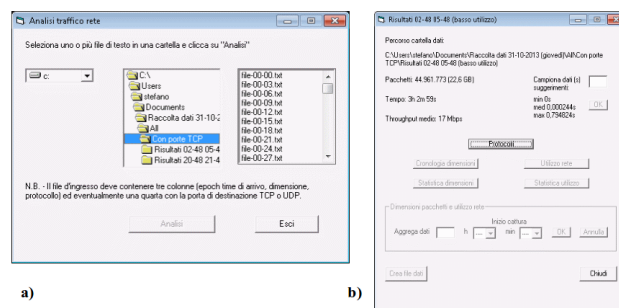 Analisi traffico rete
Seleziona uno o più file di testo in una cartella e clicca su "Analisi"
c:
C:\
Users
stefano
Documents
Raccolta dati 31-10-2
All
Con porte TCP
Risultati 02-48 05-4
Risultati 20-48 21-4
file-00-00.txt
file-00-03.txt
file-00-06.txt
file-00-09.txt
file-00-12.txt
file-00-15.txt
file-00-18.txt
file-00-21.txt
file-00-24.txt
file-00-27.txt
N.B. - Il file d'ingresso deve contenere tre colonne (epoch time di arrivo, dimensione,
protocollo) ed eventualmente una quarta con la porta di destinazione TCP o UDP.
Analisi
Esci
a)
Risultati 02-48 05-48 (basso utilizzo)
Percorso cartella dati:
C:\Users\stefano\Documents\Raccolta dati 31-10-2013 (giovedì)\All\Con porte
TCP\Risultati 02-48 05-48 (basso utilizzo)
Pacchetti: 44.961.773 (22,6 GB)
Campiona dati (s)
suggerimenti:
Tempo: 3h 2m 59s
min 0s
med 0,000244s
max 0,794824s
OK
Throughput medio: 17 Mbps
Protocolli
Cronologia dimensioni
Utilizzo rete
Statistica dimensioni
Statistica utilizzo
Dimensioni pacchetti e utilizzo rete
Inizio cattura
Aggrega dati
h
---
min
---
OK
Annulla
Crea file dati
Chiudi
b)